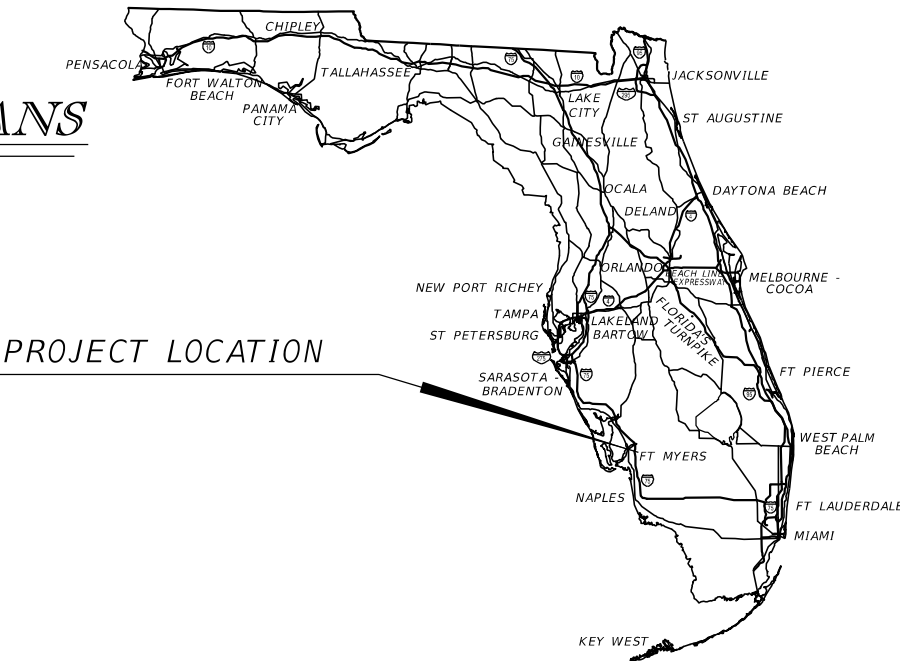 CHIPLEY
PENSACOLA
TALLAHASSEE
JACKSONVILLE
FORT WALTON
BEACH
PANAMA
CITY
LAKE
CITY
ANS
ST AUGUSTINE
GAINESVILLE
OCALA
DAYTONA BEACH
DELAND
ORLANDO
BEACH LINE
EXPRESSWAY
MELBOURNE -
COCOA
NEW PORT RICHEY
TAMPA
ST PETERSBURG
LAKELAND
BARTOW
FLORIDA'S
TURNPIKE
PROJECT LOCATION
SARASOTA -
BRADENTON
FT PIERCE
WEST PALM
BEACH
FT MYERS
NAPLES
FT LAUDERDALE
MIAMI
KEY WEST